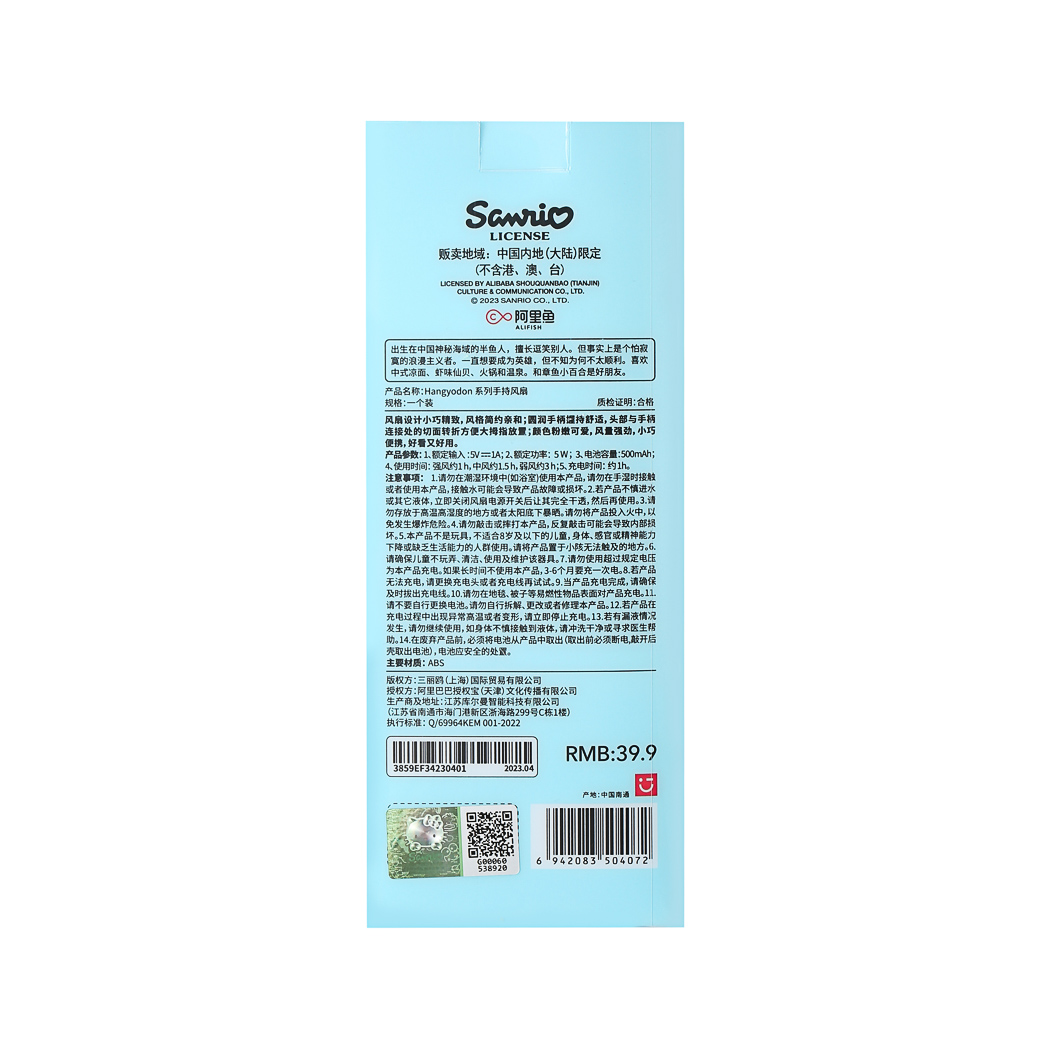 Sanrio
LICENSE
贩卖地域：中国内地(大陆)限定
(不含港、澳、台)
LICENSED BY ALIBABA SHOUQUANBAO (TIANJIN)
CULTURE & COMMUNICATION CO., LTD.
© 2023 SANRIO CO., LTD.
阿里鱼
ALIFISH
出生在中国神秘海域的半鱼人，擅长逗笑别人。但事实上是个怕寂
寞的浪漫主义者。一直想要成为英雄，但不知为何不太顺利。喜欢
中式凉面、虾味仙贝、火锅和温泉。和章鱼小百合是好朋友。
产品名称：Hangyodon 系列手持风扇
规格：一个装 质检证明：合格
风扇设计小巧精致，风格简约亲和；圆润手柄握持舒适，头部与手柄
连接处的切面转折方便大拇指放置；颜色粉嫩可爱，风量强劲，小巧
便携，好看又好用。
产品参数：1、额定输入：5V⎓1A；2、额定功率：5W；3、电池容量：500mAh；
4、使用时间：强风约1h，中风约1.5h，弱风约3h；5、充电时间：约1h。
注意事项：1.请勿在潮湿环境中(如浴室)使用本产品，请勿在手湿时接触
或者使用本产品，接触水可能会导致产品故障或损坏。2.若产品不慎进水
或其它液体，立即关闭风扇电源开关后让其完全干透，然后再使用。3.请
勿存放于高温高湿度的地方或者太阳底下暴晒。请勿将产品投入火中，以
免发生爆炸危险。4.请勿敲击或摔打本产品，反复敲击可能会导致内部损
坏。5.本产品不是玩具，不适合8岁及以下的儿童，身体、感官或精神能力
下降或缺乏生活能力的人群使用。请将产品置于小孩无法触及的地方。6.
请确保儿童不玩弄、清洁、使用及维护该器具。7.请勿使用超过规定电压
为本产品充电。如果长时间不使用本产品，3-6个月要充一次电。8.若产品
无法充电，请更换充电头或者充电线再试试。9.当产品充电完成，请确保
及时拔出充电线。10.请勿在地毯、被子等易燃性物品表面对产品充电。11.
请不要自行更换电池。请勿自行拆解、更改或者修理本产品。12.若产品在
充电过程中出现异常高温或者变形，请立即停止充电。13.若有漏液情况
发生，请勿继续使用，如身体不慎接触到液体，请冲洗干净或寻求医生帮
助。14.在废弃产品前，必须将电池从产品中取出(取出前必须断电，敲开后
壳取出电池)，电池应安全的处置。
主要材质：ABS
版权方：三丽鸥(上海)国际贸易有限公司
授权方：阿里巴巴授权宝(天津)文化传播有限公司
生产商及地址：江苏库尔曼智能科技有限公司
(江苏省南通市海门港新区浙海路299号C栋1楼)
执行标准：Q/69964KEM 001-2022
3859EF34230401 2023.04
RMB:39.9
产地：中国南通
G00060
538920
6 942083 504072